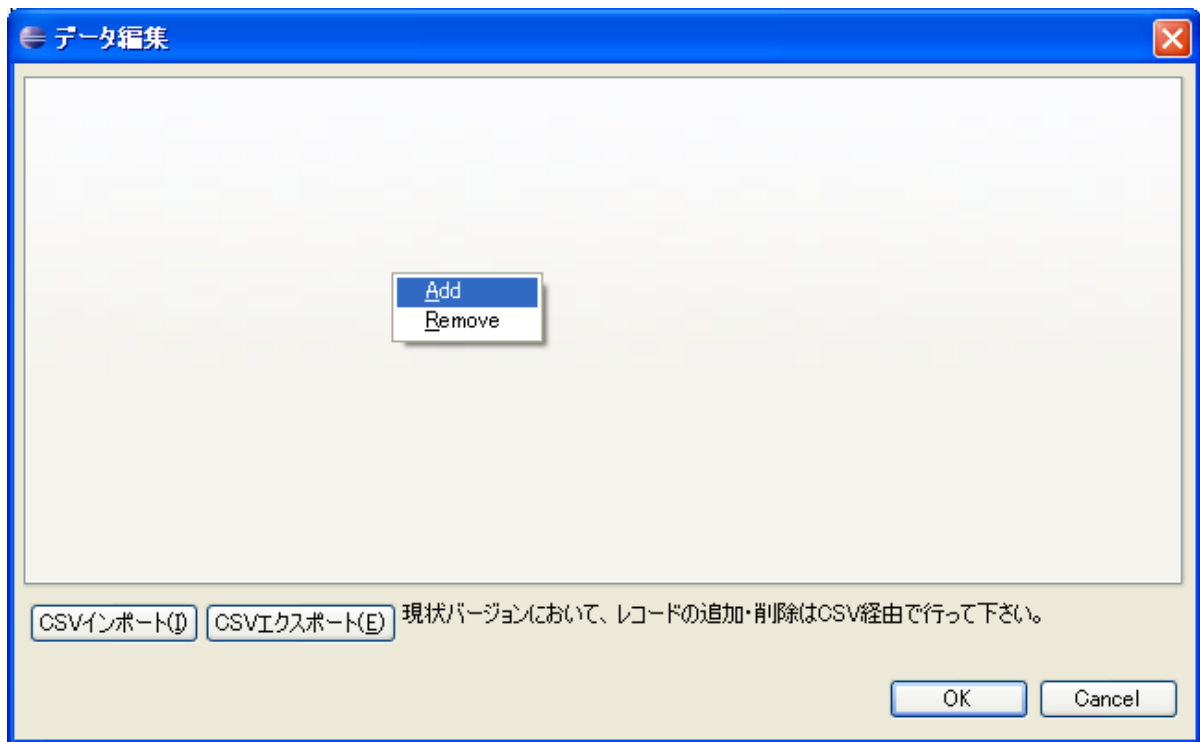 データ編集
Add
Remove
CSVインポート(I) CSVエクスポート(E) 現状バージョンにおいて、レコードの追加・削除はCSV経由で行って下さい。
OK Cancel